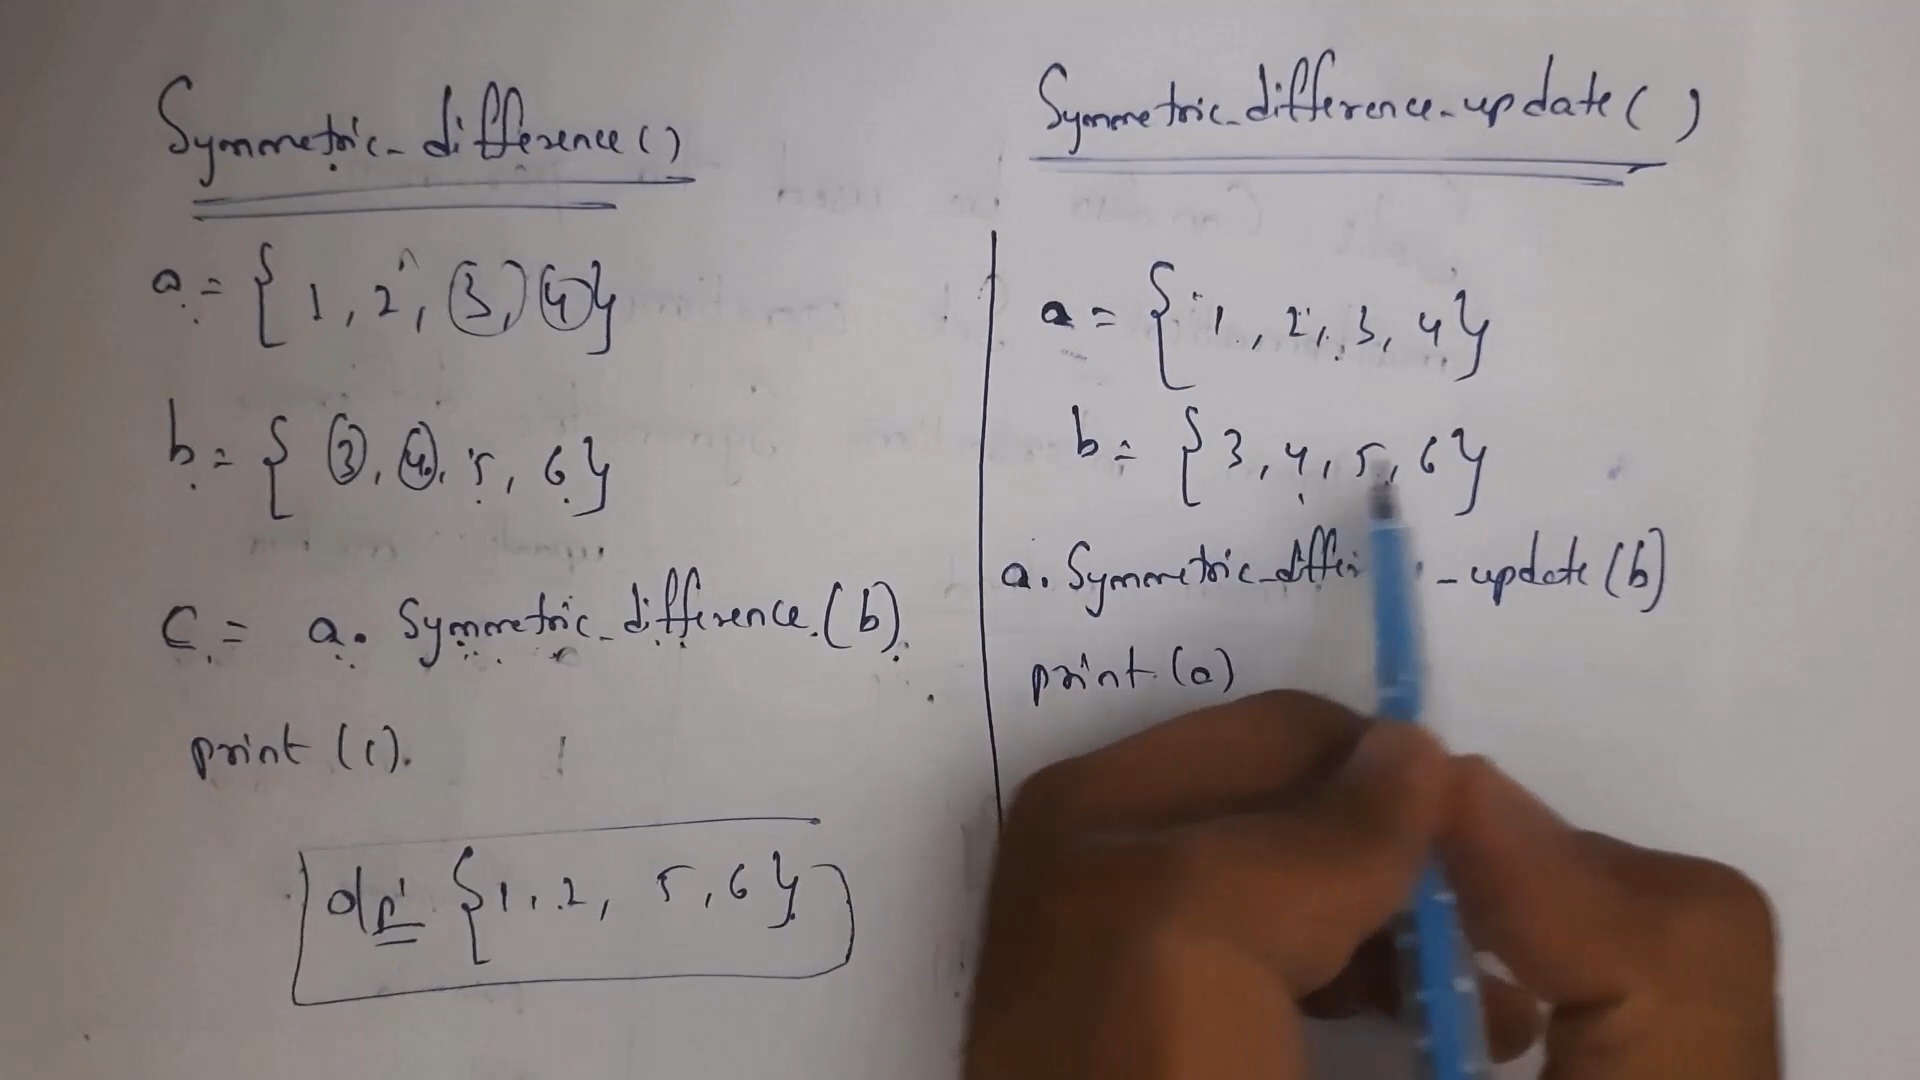 Symmetric_difference()
a = { 1, 2, 3, 4}
b = { 3, 4, 5, 6}
C = a. Symmetric_difference.(b).
print (c).
o/p {1, 2, 5, 6}
Symmetric_difference_update()
a = { 1, 2, 3, 4}
b = {3, 4, 5, 6}
a. Symmetric_ _update(b)
print (a)